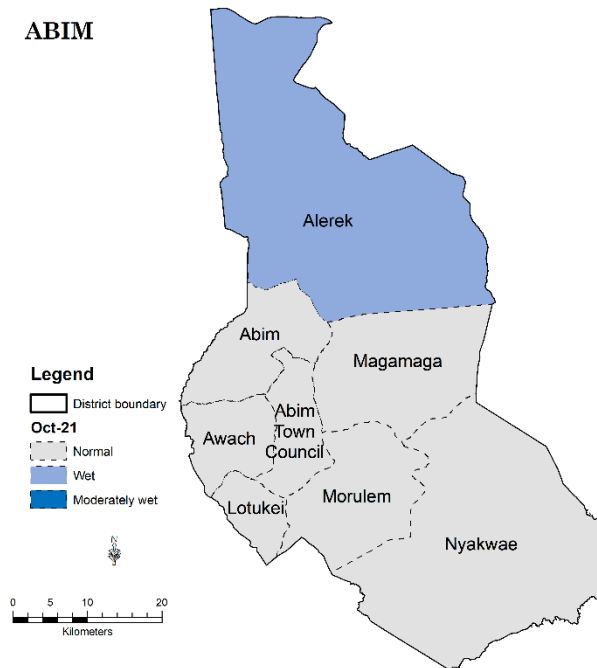 ABIM
Alerek
Abim
Magamaga
Abim
Town
Council
Awach
Lotukei
Morulem
Nyakwae
Legend
District boundary
Oct-21
Normal
Wet
Moderately wet
N
0 5 10 20
Kilometers